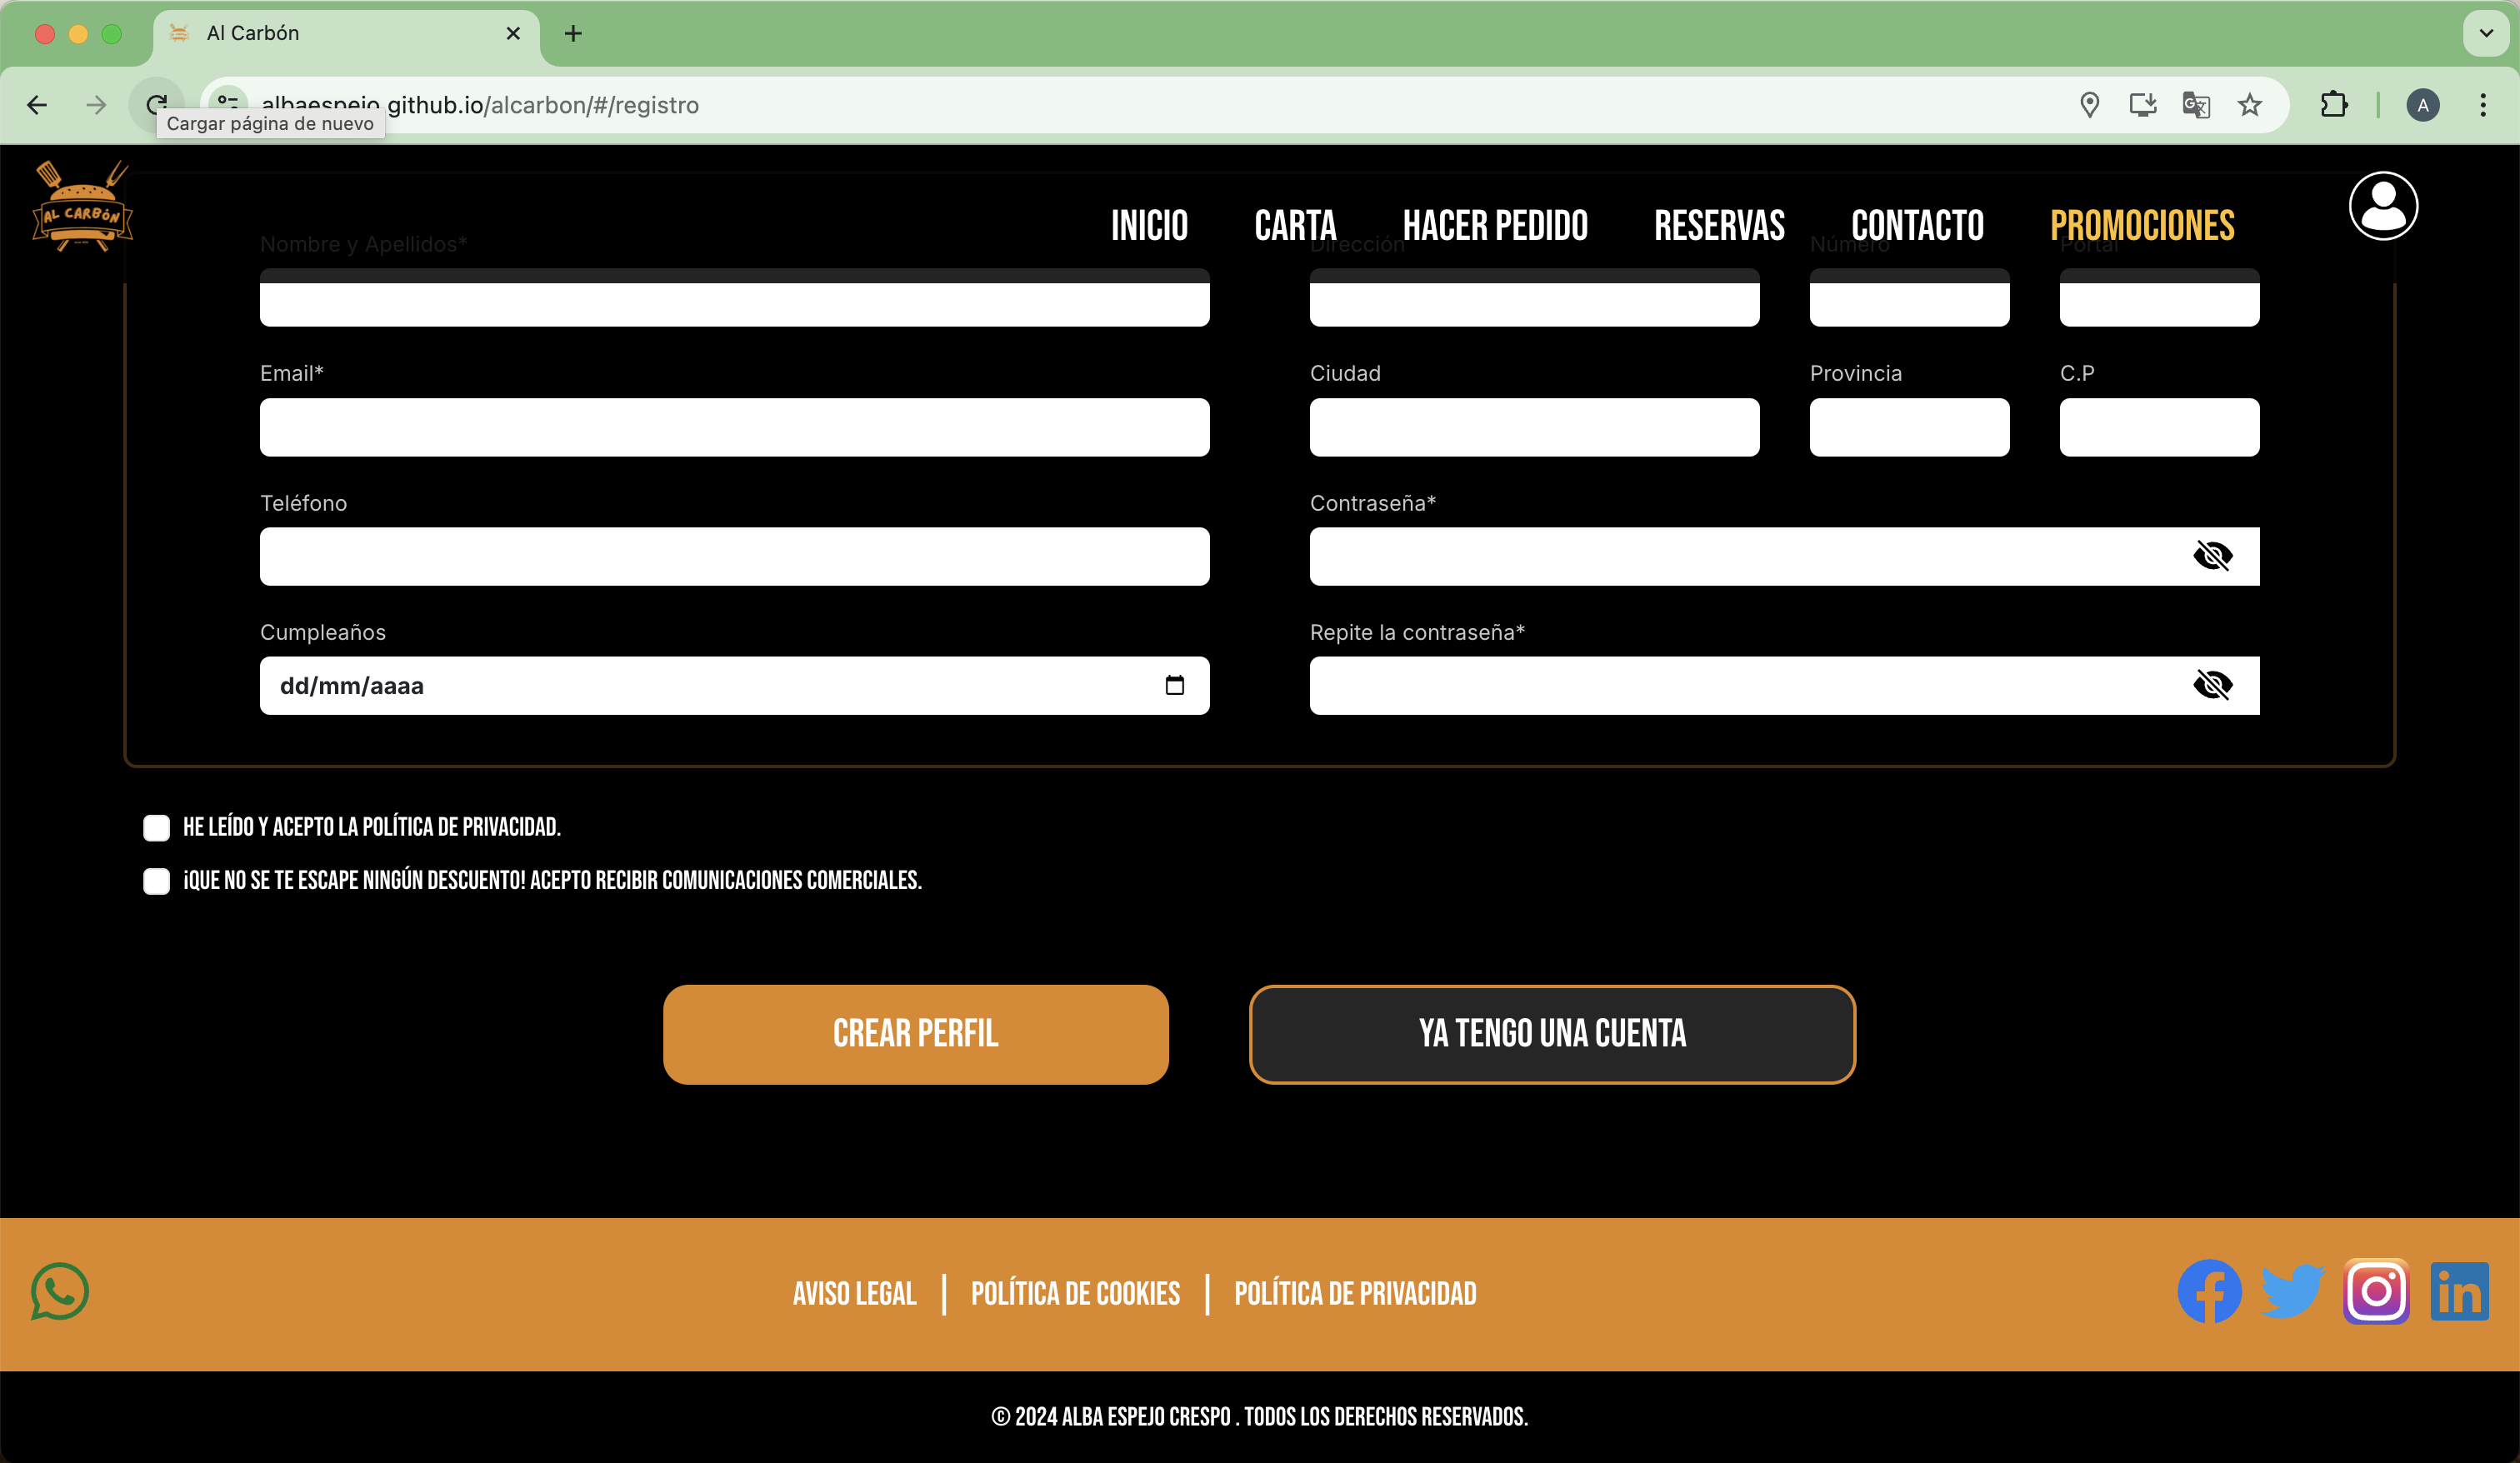 Al Carbón
albaespejo.github.io/alcarbon/#/registro
Cargar página de nuevo
A
AL CARBÓN
INICIO
CARTA
HACER PEDIDO
RESERVAS
CONTACTO
PROMOCIONES
Nombre y Apellidos*
Dirección
Número
Portal
Email*
Ciudad
Provincia
C.P
Teléfono
Contraseña*
Cumpleaños
Repite la contraseña*
dd/mm/aaaa
HE LEÍDO Y ACEPTO LA POLÍTICA DE PRIVACIDAD.
¡QUE NO SE TE ESCAPE NINGÚN DESCUENTO! ACEPTO RECIBIR COMUNICACIONES COMERCIALES.
CREAR PERFIL
YA TENGO UNA CUENTA
AVISO LEGAL
POLÍTICA DE COOKIES
POLÍTICA DE PRIVACIDAD
in
© 2024 ALBA ESPEJO CRESPO . TODOS LOS DERECHOS RESERVADOS.